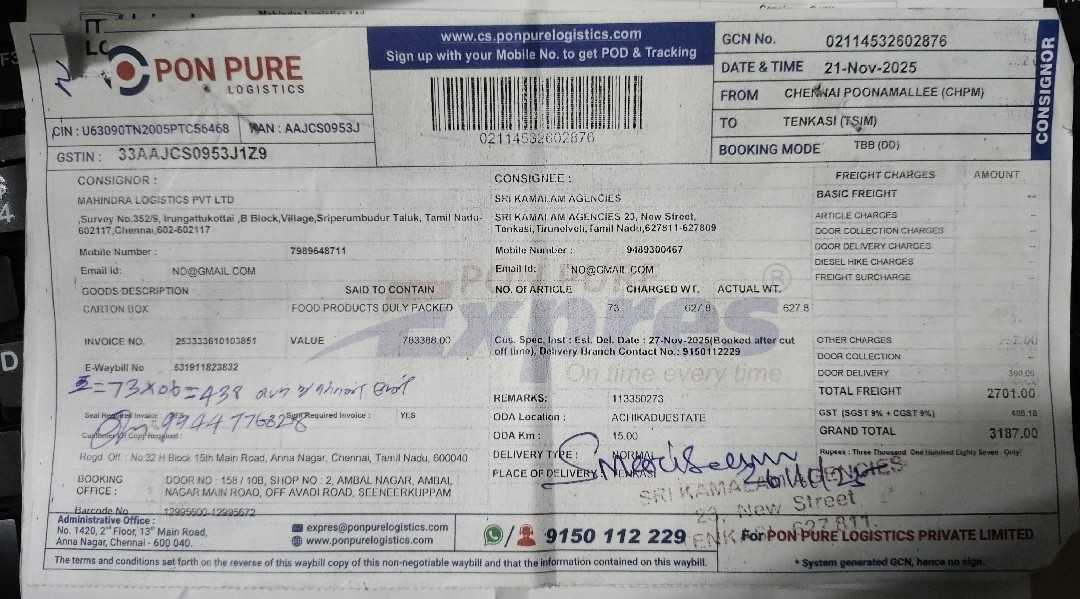 Mahindra Logistics Ltd
PON PURE
LOGISTICS
www.cs.ponpurelogistics.com
Sign up with your Mobile No. to get POD & Tracking
02114532602876
CIN : U63090TN2005PTC56468 PAN : AAJCS0953J
GSTIN : 33AAJCS0953J1Z9
GCN No. 02114532602876
DATE & TIME 21-Nov-2025
FROM CHENNAI POONAMALLEE (CHPM)
TO TENKASI (TSIM)
BOOKING MODE TBB (DD)
CONSIGNOR
CONSIGNOR :
MAHINDRA LOGISTICS PVT LTD
,Survey No.352/9, Irungattukottai ,B Block,Village,Sriperumbudur Taluk, Tamil Nadu-
602117,Chennai,602-602117
Mobile Number : 7989648711
Email Id: NO@GMAIL.COM
CONSIGNEE :
SRI KAMALAM AGENCIES
SRI KAMALAM AGENCIES 23, New Street,
Tenkasi,Tirunelveli,Tamil Nadu,627811-627809
Mobile Number : 9489300467
Email Id: NO@GMAIL.COM
GOODS DESCRIPTION SAID TO CONTAIN NO. OF ARTICLE CHARGED WT. ACTUAL WT.
CARTON BOX FOOD PRODUCTS DULY PACKED 73 627.8 627.8
PON PURE
Expres
On time every time
INVOICE NO. 253333610103851 VALUE 783388.00
E-Waybill No 531911823832
=73×06=438
Seal Required Invoice Sign Required Invoice : YES
9944776828
Customer Copy Required :
Regd. Off : No:32 H Block 15th Main Road, Anna Nagar, Chennai, Tamil Nadu, 600040
BOOKING OFFICE : DOOR NO : 158 / 10B, SHOP NO : 2, AMBAL NAGAR, AMBAL
NAGAR MAIN ROAD, OFF AVADI ROAD, SEENEERKUPPAM
Barcode No 12995600-12995672
Cus. Spec. Inst : Est. Del. Date : 27-Nov-2025(Booked after cut
off time), Delivery Branch Contact No.: 9150112229
REMARKS: 113350273
ODA Location : ACHIKADUESTATE
ODA Km : 15.00
DELIVERY TYPE : NORMAL
PLACE OF DELIVERY TENKASI
SRI KAMALAM AGENCIES
23, New Street
TENKASI 627 811.
FREIGHT CHARGES AMOUNT
BASIC FREIGHT --
ARTICLE CHARGES --
DOOR COLLECTION CHARGES --
DOOR DELIVERY CHARGES --
DIESEL HIKE CHARGES --
FREIGHT SURCHARGE
OTHER CHARGES
DOOR COLLECTION --
DOOR DELIVERY
TOTAL FREIGHT 2701.00
GST (SGST 9% + CGST 9%) 486.18
GRAND TOTAL 3187.00
Rupees : Three Thousand One Hundred Eighty Seven Only/
Administrative Office :
No. 1420, 2nd Floor, 13th Main Road,
Anna Nagar, Chennai - 600 040.
expres@ponpurelogistics.com
www.ponpurelogistics.com
9150 112 229
For PON PURE LOGISTICS PRIVATE LIMITED
The terms and conditions set forth on the reverse of this waybill copy of this non-negotiable waybill and that the information contained on this waybill.
* System generated GCN, hence no sign.